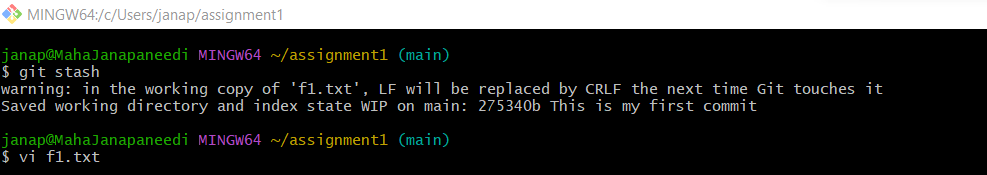 MINGW64:/c/Users/janap/assignment1
janap@MahaJanapaneedi MINGW64 ~/assignment1 (main)
$ git stash
warning: in the working copy of 'f1.txt', LF will be replaced by CRLF the next time Git touches it
Saved working directory and index state WIP on main: 275340b This is my first commit
janap@MahaJanapaneedi MINGW64 ~/assignment1 (main)
$ vi f1.txt